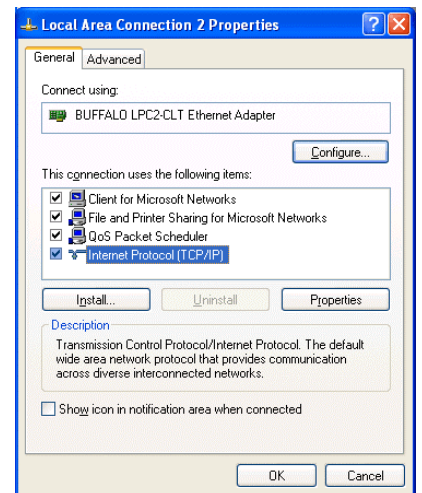 Local Area Connection 2 Properties
General Advanced
Connect using:
BUFFALO LPC2-CLT Ethernet Adapter
Configure...
This connection uses the following items:
Client for Microsoft Networks
File and Printer Sharing for Microsoft Networks
QoS Packet Scheduler
Internet Protocol (TCP/IP)
Install... Uninstall Properties
Description
Transmission Control Protocol/Internet Protocol. The default
wide area network protocol that provides communication
across diverse interconnected networks.
Show icon in notification area when connected
OK Cancel